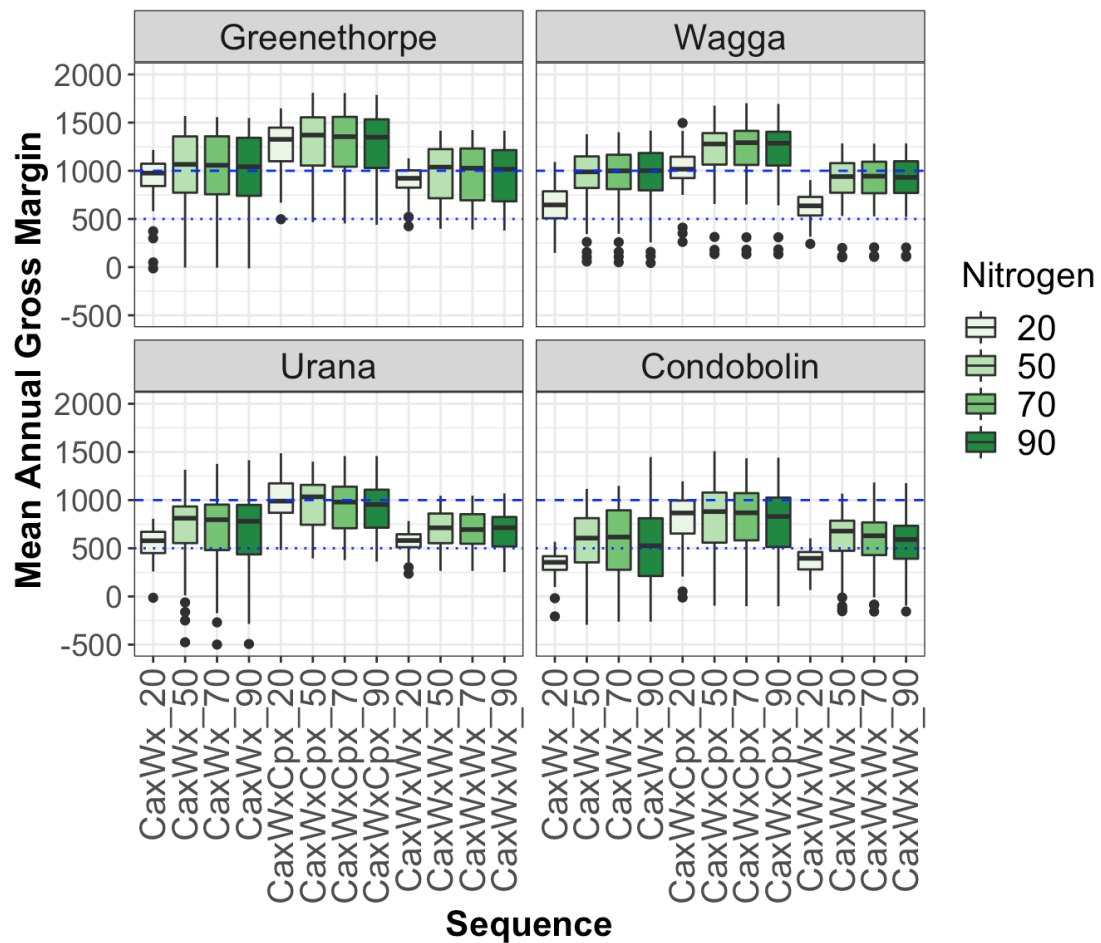 Greenethorpe
Wagga
2000
1500
1000
500
0
-500
Urana
Condobolin
2000
1500
1000
500
0
-500
Mean Annual Gross Margin
CaxWx_20
CaxWx_50
CaxWx_70
CaxWx_90
CaxWxCpx_20
CaxWxCpx_50
CaxWxCpx_70
CaxWxCpx_90
CaxWxWx_20
CaxWxWx_50
CaxWxWx_70
CaxWxWx_90
CaxWx_20
CaxWx_50
CaxWx_70
CaxWx_90
CaxWxCpx_20
CaxWxCpx_50
CaxWxCpx_70
CaxWxCpx_90
CaxWxWx_20
CaxWxWx_50
CaxWxWx_70
CaxWxWx_90
Sequence
Nitrogen
20
50
70
90